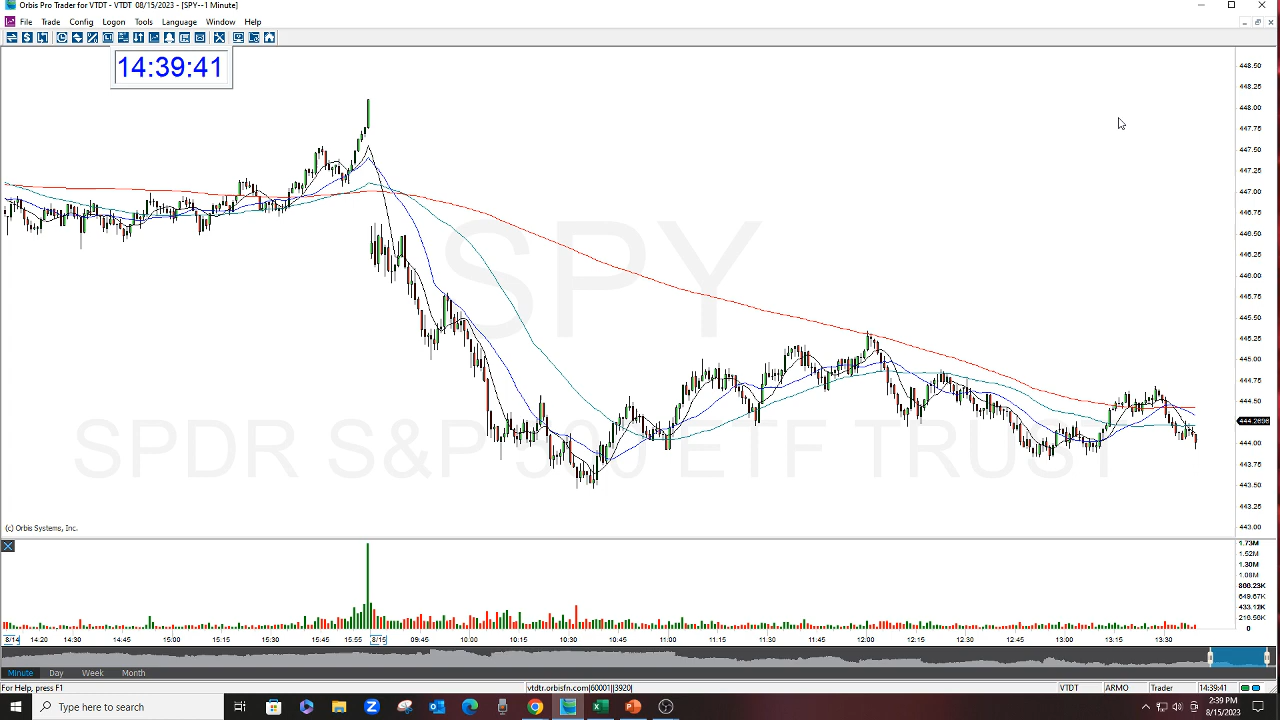 Orbis Pro Trader for VTDT - VTDT 08/15/2023 - [SPY--1 Minute]
File Trade Config Logon Tools Language Window Help
14:39:41
448.50
448.25
448.00
447.75
447.50
447.25
447.00
446.75
446.50
446.25
446.00
445.75
445.50
445.25
445.00
444.75
444.50
444.2698
444.00
443.75
443.50
443.25
443.00
SPY
SPDR S&P 500 ETF TRUST
(c) Orbis Systems, Inc.
1.73M
1.52M
1.30M
1.08M
866.23K
649.67K
433.12K
216.56K
0
8/14 14:20 14:30 14:45 15:00 15:15 15:30 15:45 15:55 8/15 09:45 10:00 10:15 10:30 10:45 11:00 11:15 11:30 11:45 12:00 12:15 12:30 12:45 13:00 13:15 13:30
Minute Day Week Month
For Help, press F1 vtdtr.orbisfn.com|60001||3920| VTDT ARMO Trader 14:39:41
Type here to search
2:39 PM
8/15/2023